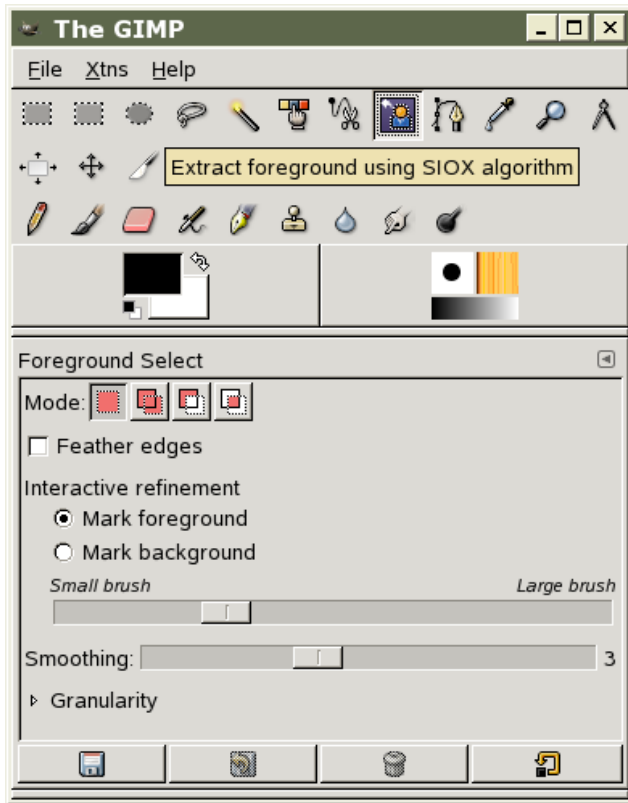 The GIMP
File Xtns Help
Extract foreground using SIOX algorithm
Foreground Select
Mode:
Feather edges
Interactive refinement
Mark foreground
Mark background
Small brush Large brush
Smoothing: 3
Granularity